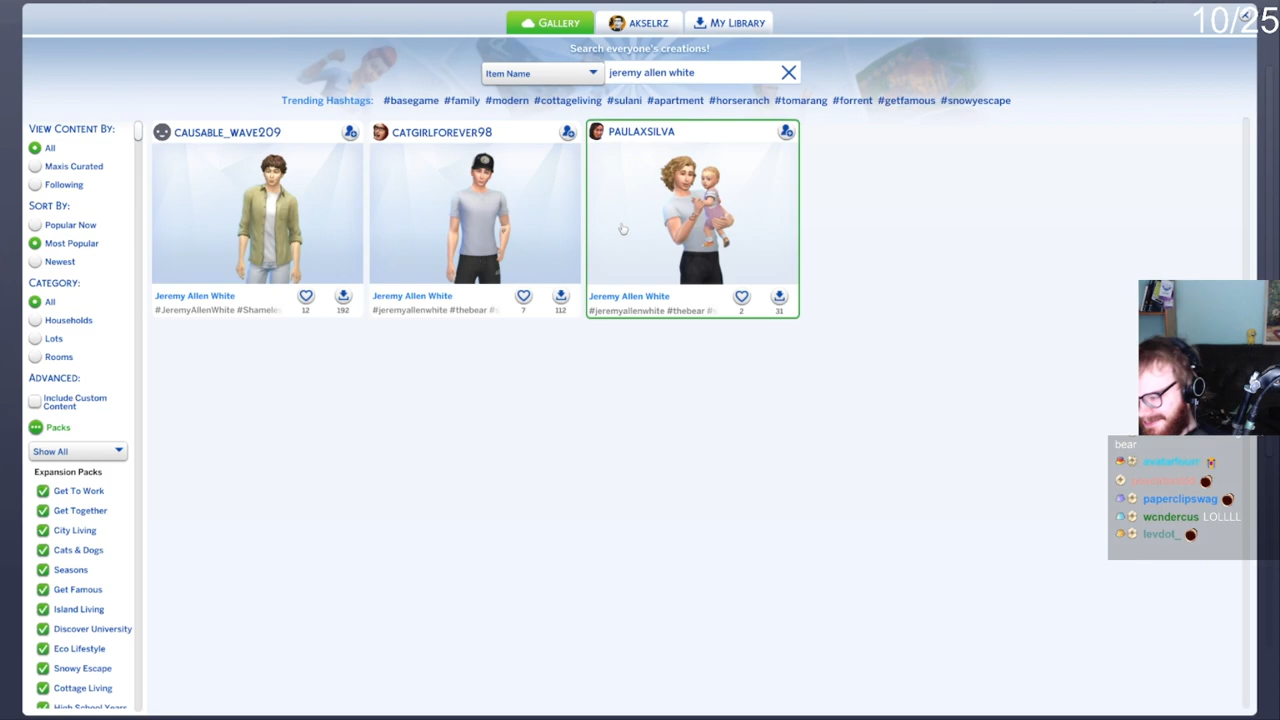 GALLERY
AKSELRZ
MY LIBRARY
10/25
Search everyone's creations!
Item Name
jeremy allen white
Trending Hashtags: #basegame #family #modern #cottageliving #sulani #apartment #horseranch #tomarang #forrent #getfamous #snowyescape
VIEW CONTENT BY:
All
Maxis Curated
Following
SORT BY:
Popular Now
Most Popular
Newest
CATEGORY:
All
Households
Lots
Rooms
ADVANCED:
Include Custom
Content
Packs
Show All
Expansion Packs
Get To Work
Get Together
City Living
Cats & Dogs
Seasons
Get Famous
Island Living
Discover University
Eco Lifestyle
Snowy Escape
Cottage Living
High School Years
CAUSABLE_WAVE209
Jeremy Allen White
#JeremyAllenWhite #Shameles
12
192
CATGIRLFOREVER98
Jeremy Allen White
#jeremyallenwhite #thebear #s
7
112
PAULAXSILVA
Jeremy Allen White
#jeremyallenwhite #thebear #s
2
31
bear
paperclipswag
wcndercus LOLLLL
levdot_